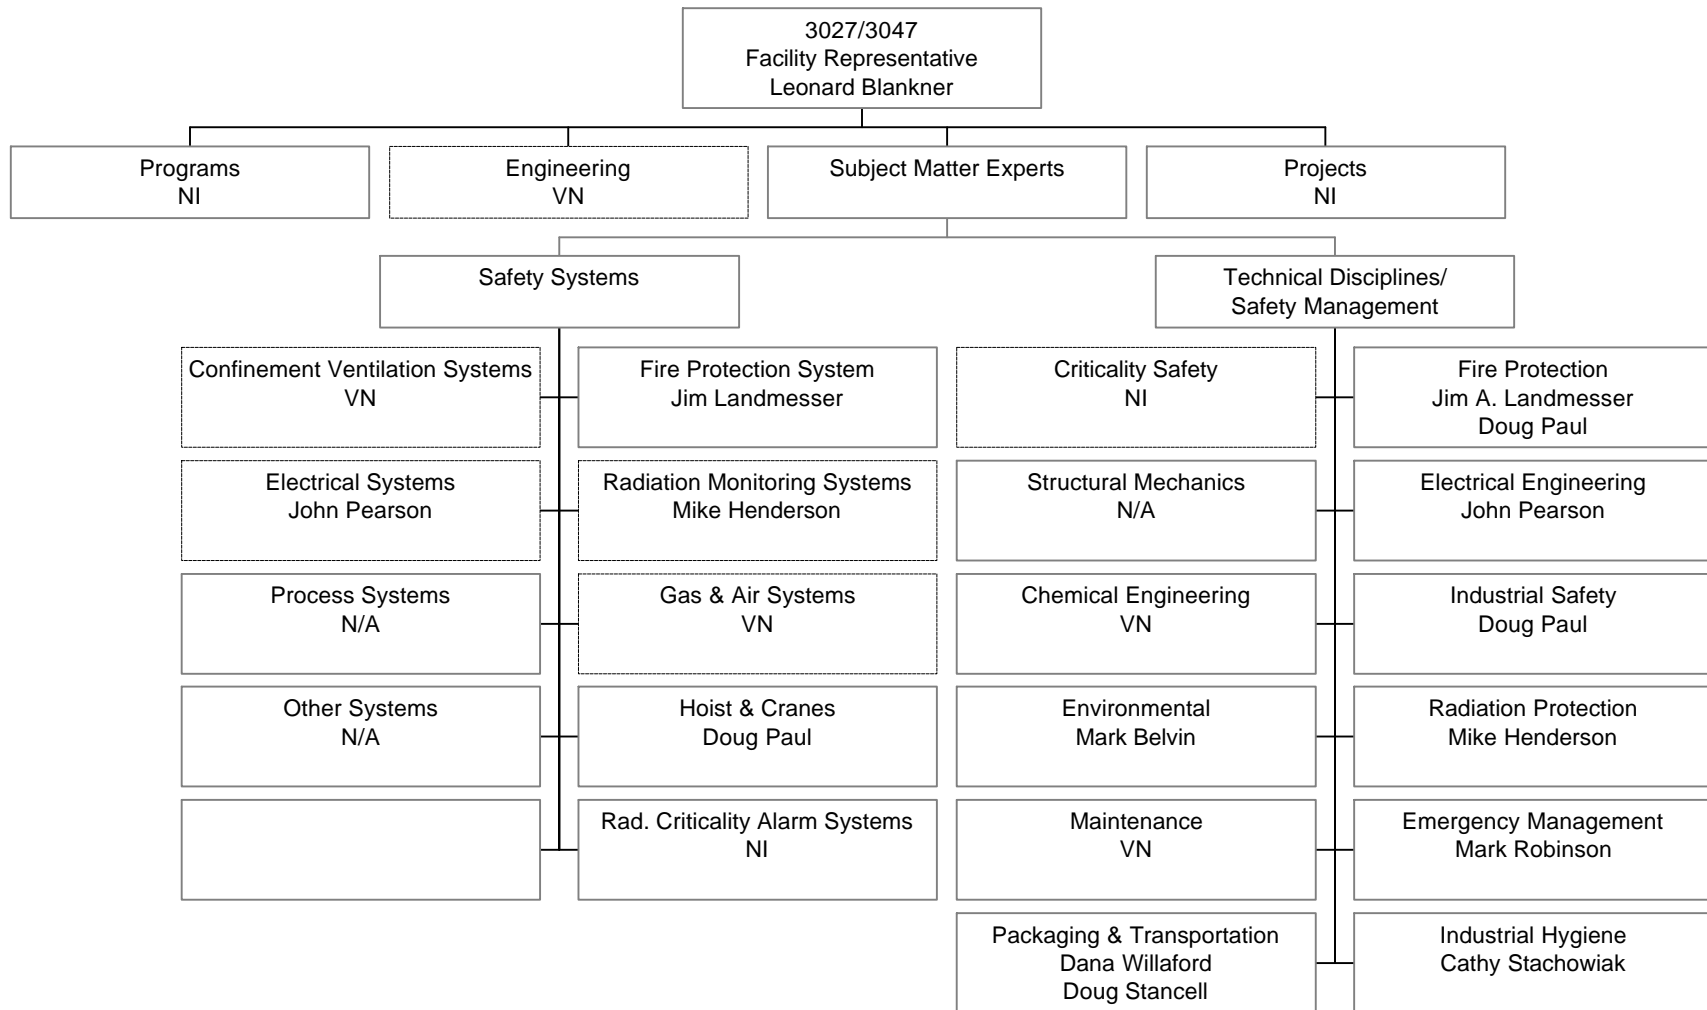 3027/3047
Facility Representative
Leonard Blankner
Programs
NI
Engineering
VN
Subject Matter Experts
Projects
NI
Safety Systems
Technical Disciplines/
Safety Management
Confinement Ventilation Systems
VN
Fire Protection System
Jim Landmesser
Criticality Safety
NI
Fire Protection
Jim A. Landmesser
Doug Paul
Electrical Systems
John Pearson
Radiation Monitoring Systems
Mike Henderson
Structural Mechanics
N/A
Electrical Engineering
John Pearson
Process Systems
N/A
Gas & Air Systems
VN
Chemical Engineering
VN
Industrial Safety
Doug Paul
Other Systems
N/A
Hoist & Cranes
Doug Paul
Environmental
Mark Belvin
Radiation Protection
Mike Henderson
Rad. Criticality Alarm Systems
NI
Maintenance
VN
Emergency Management
Mark Robinson
Packaging & Transportation
Dana Willaford
Doug Stancell
Industrial Hygiene
Cathy Stachowiak